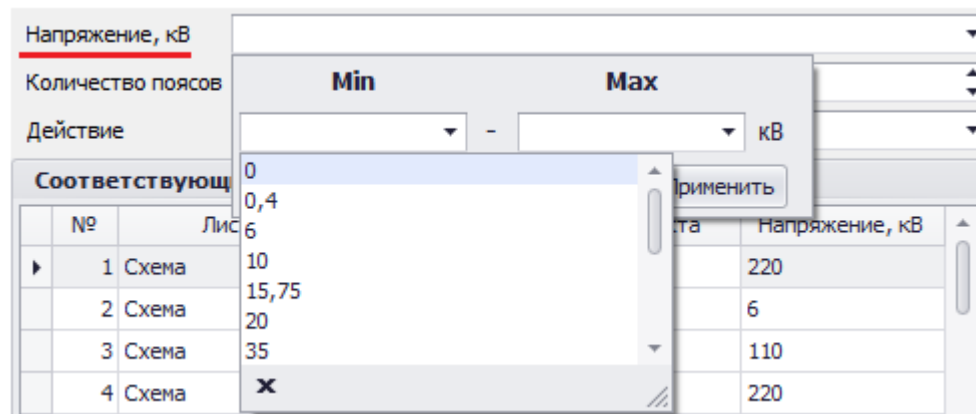 Напряжение, кВ
Min Max
Количество поясов
Действие
- кВ
0
Соответствующ
Применить
0,4
№ Лис та Напряжение, кВ
6
1 Схема 10 220
15,75
2 Схема 20 6
3 Схема 35 110
x
4 Схема 220